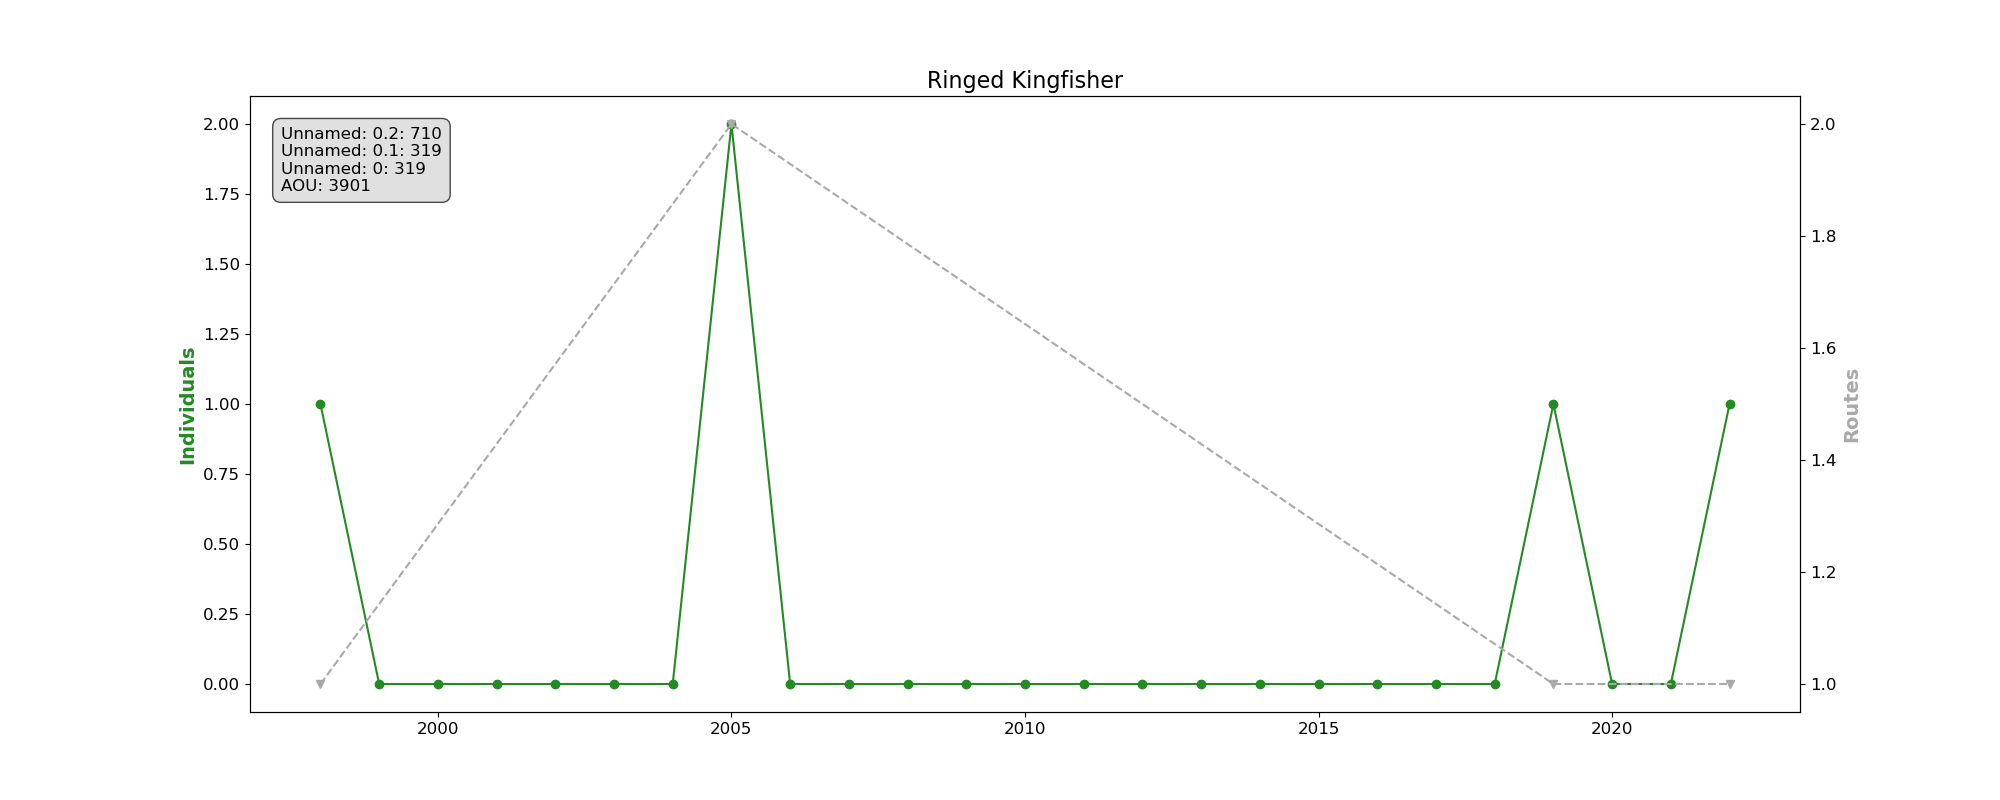 Ringed Kingfisher
Unnamed: 0.2: 710
Unnamed: 0.1: 319
Unnamed: 0: 319
AOU: 3901
Individuals
2.00
1.75
1.50
1.25
1.00
0.75
0.50
0.25
0.00
2.0
1.8
1.6
1.4
1.2
1.0
Routes
2000
2005
2010
2015
2020